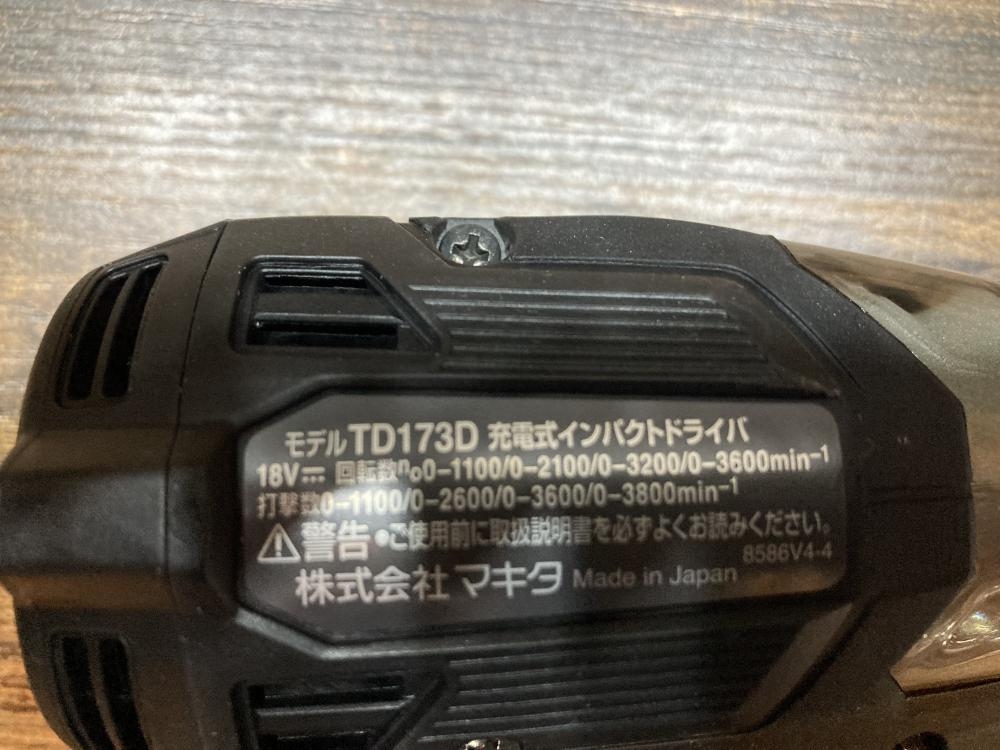 モデル TD173D 充電式インパクトドライバ
18V⎓ 回転数n₀0-1100/0-2100/0-3200/0-3600min⁻¹
打撃数0-1100/0-2600/0-3600/0-3800min⁻¹
⚠警告 •ご使用前に取扱説明書を必ずよくお読みください。
8586V4-4
株式会社 マキタ Made in Japan